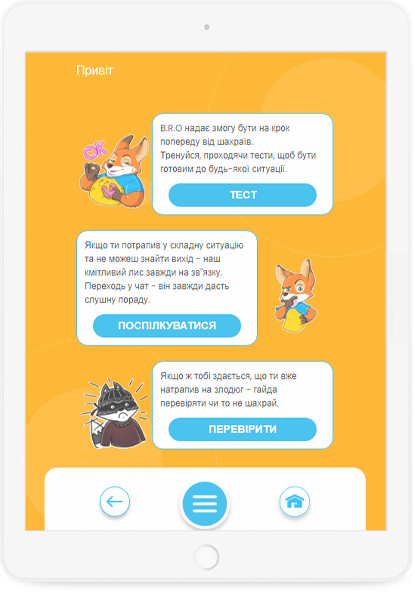 Привіт
OK
B.R.O надає змогу бути на крок
попереду від шахраїв.
Тренуйся, проходячи тести, щоб бути
готовим до будь-якої ситуації.
ТЕСТ
Якщо ти потрапив у складну ситуацію
та не можеш знайти вихід - наш
кмітливий лис завжди на зв'язку.
Переходь у чат - він завжди дасть
слушну пораду.
ПОСПІЛКУВАТИСЯ
Якщо ж тобі здається, що ти вже
натрапив на злодюг - гайда
перевіряти чи то не шахрай.
ПЕРЕВІРИТИ